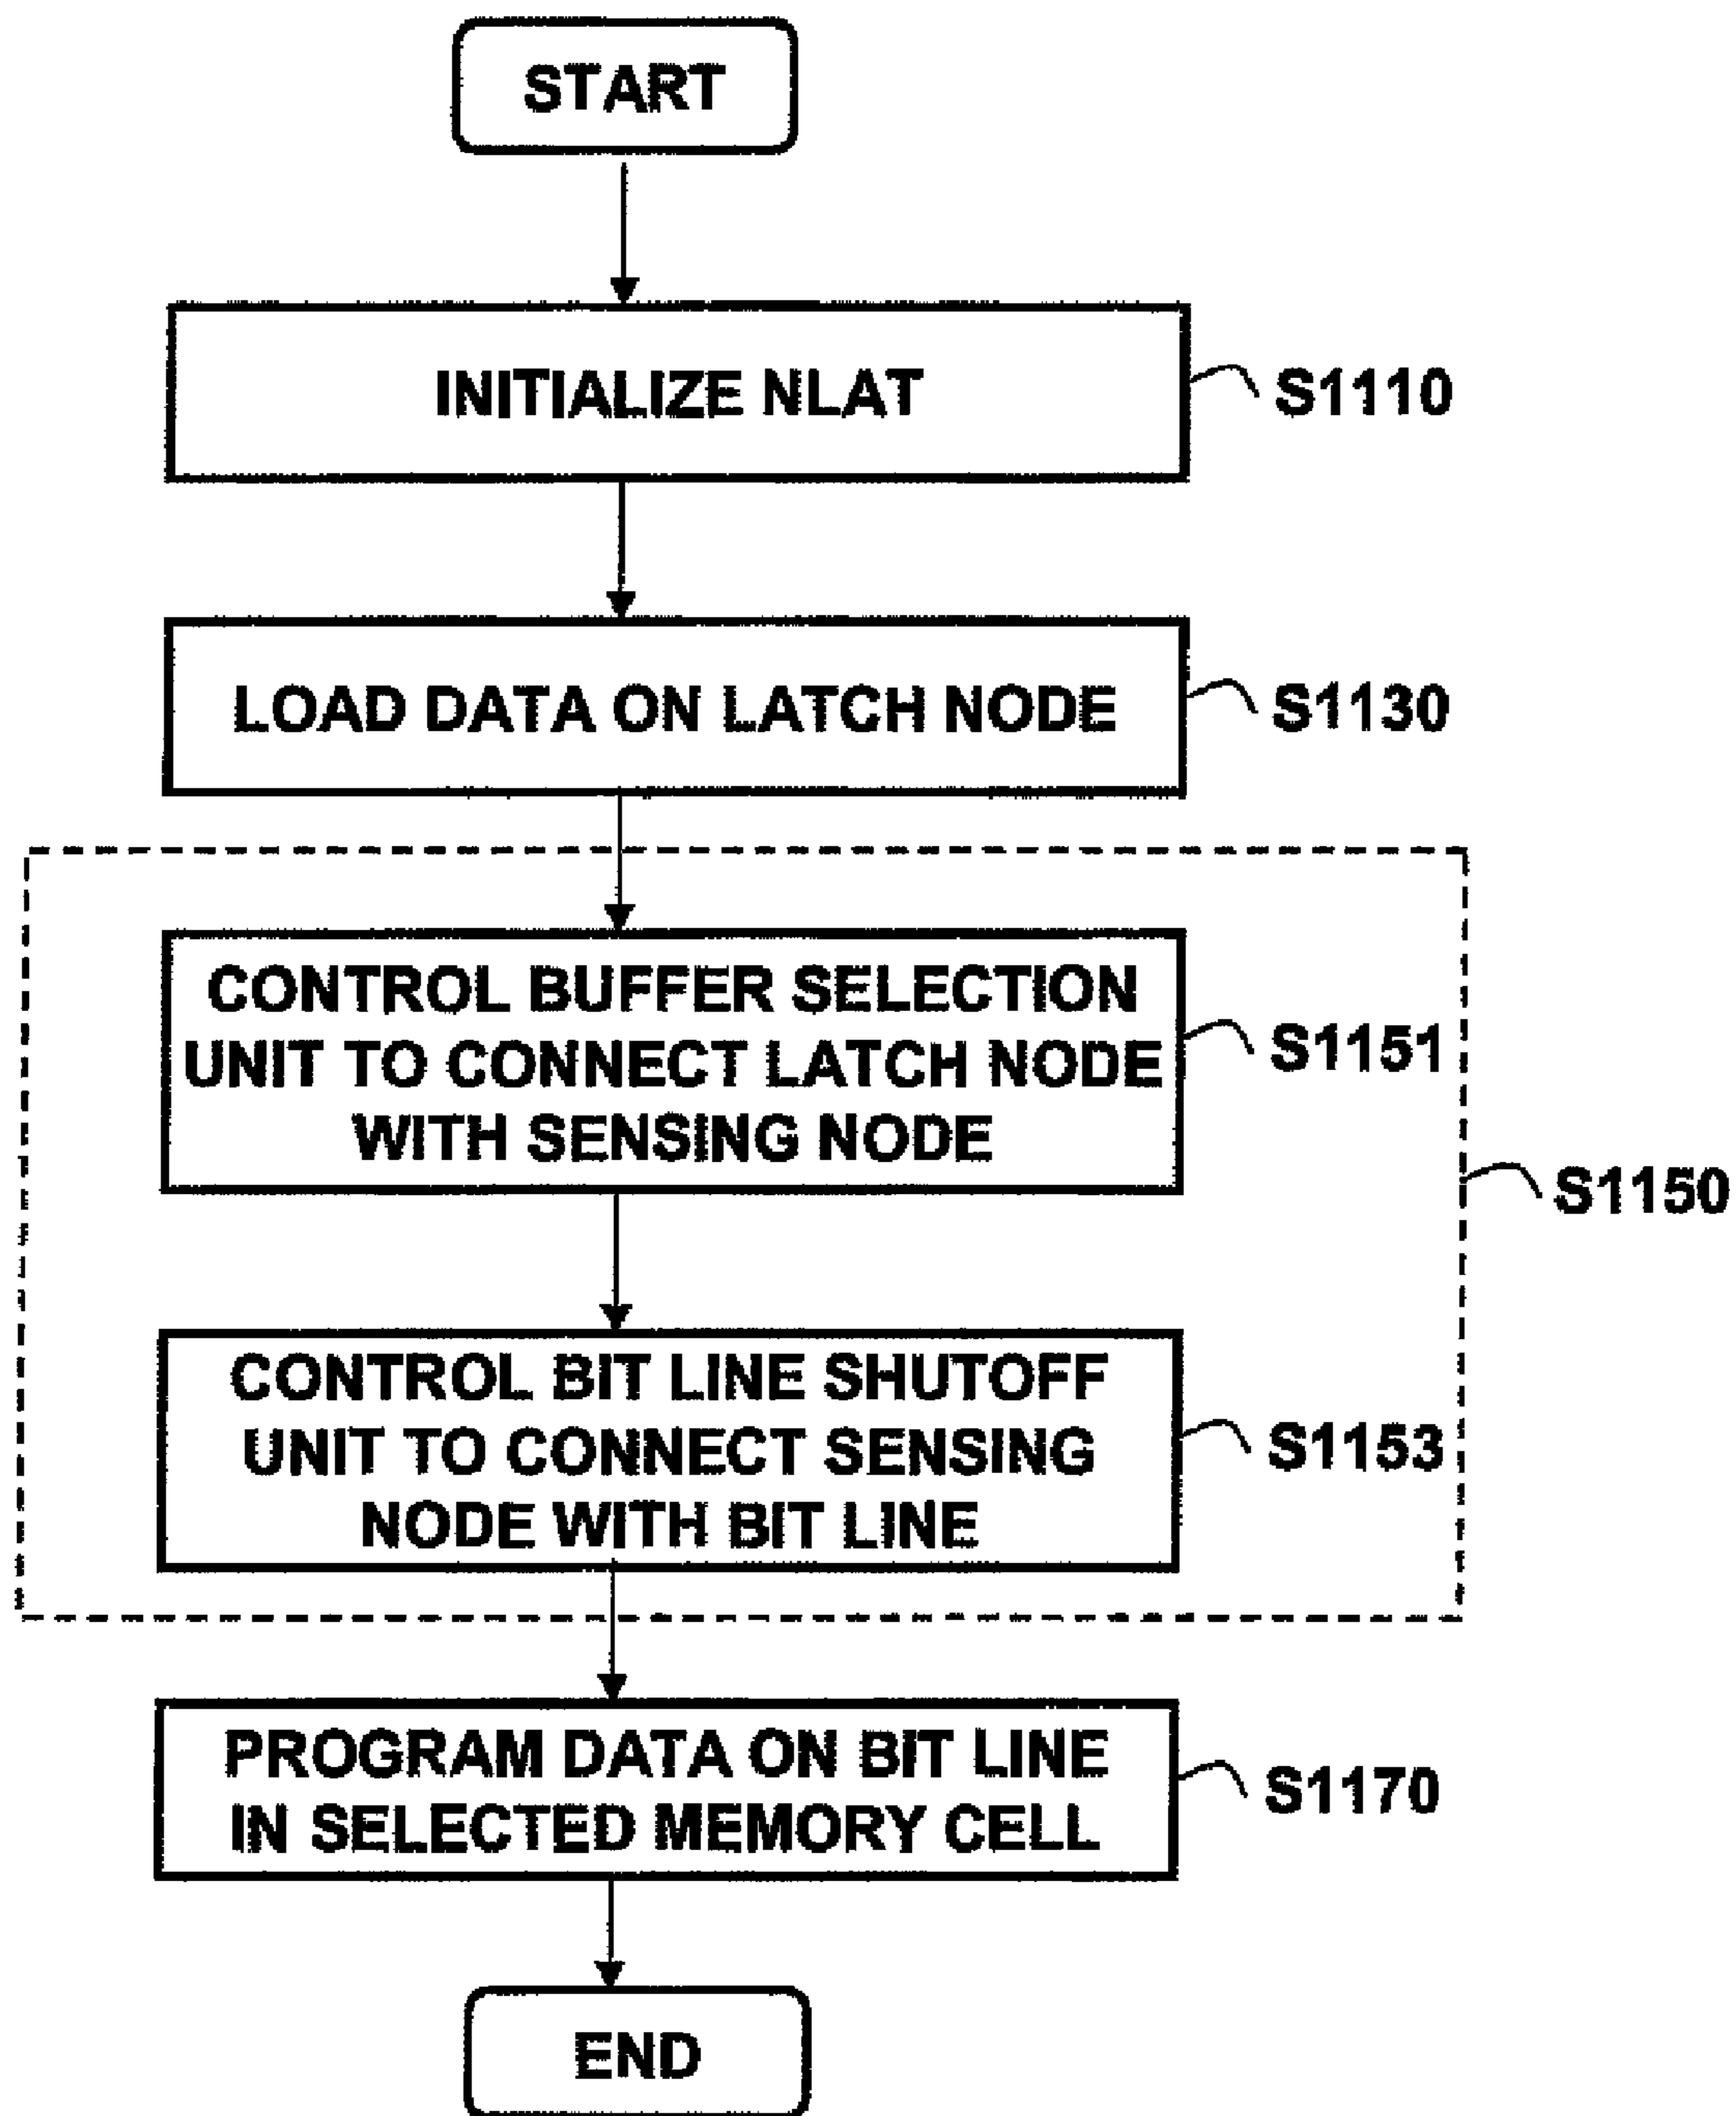 START
INITIALIZE NLAT
S1110
LOAD DATA ON LATCH NODE
S1130
CONTROL BUFFER SELECTION
UNIT TO CONNECT LATCH NODE
WITH SENSING NODE
S1151
S1150
CONTROL BIT LINE SHUTOFF
UNIT TO CONNECT SENSING
NODE WITH BIT LINE
S1153
PROGRAM DATA ON BIT LINE
IN SELECTED MEMORY CELL
S1170
END